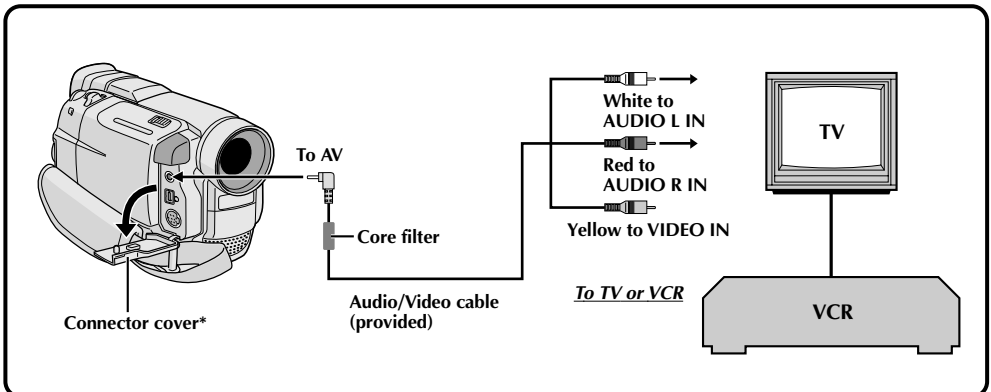 To AV
Core filter
Connector cover*
Audio/Video cable
(provided)
White to
AUDIO L IN
Red to
AUDIO R IN
Yellow to VIDEO IN
To TV or VCR
TV
VCR